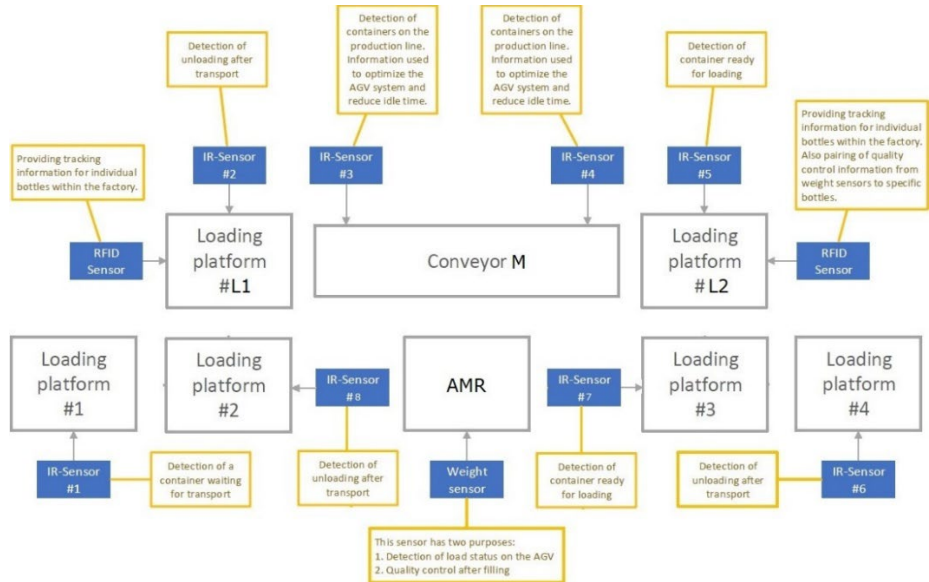 Detection of
unloading after
transport
Detection of
containers on the
production line.
Information used
to optimize the
AGV system and
reduce idle time.
Detection of
containers on the
production line.
Information used
to optimize the
AGV system and
reduce idle time.
Detection of
container ready
for loading
Providing tracking
information for individual
bottles within the factory.
IR-Sensor
#2
IR-Sensor
#3
IR-Sensor
#4
IR-Sensor
#5
Providing tracking
information for individual
bottles within the factory.
Also pairing of quality
control information from
weight sensors to specific
bottles.
RFID
Sensor
Loading
platform
#L1
Conveyor M
Loading
platform
#L2
RFID
Sensor
Loading
platform
#1
Loading
platform
#2
IR-Sensor
#8
AMR
IR-Sensor
#7
Loading
platform
#3
Loading
platform
#4
IR-Sensor
#1
Detection of a
container waiting
for transport
Detection of
unloading after
transport
Weight
sensor
Detection of
container ready
for loading
Detection of
unloading after
transport
IR-Sensor
#6
This sensor has two purposes:
1. Detection of load status on the AGV
2. Quality control after filling